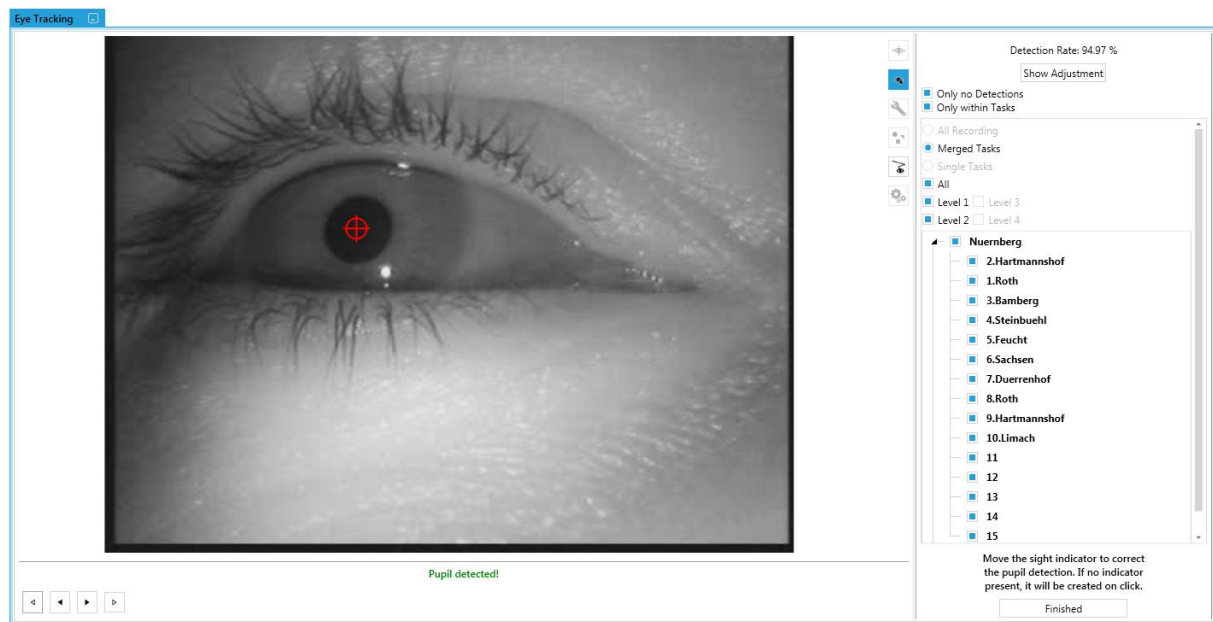 Eye Tracking
Detection Rate: 94.97 %
Show Adjustment
Only no Detections
Only within Tasks
All Recording
Merged Tasks
Single Tasks
All
Level 1 Level 3
Level 2 Level 4
Nuernberg
2.Hartmannshof
1.Roth
3.Bamberg
4.Steinbuehl
5.Feucht
6.Sachsen
7.Duerrenhof
8.Roth
9.Hartmannshof
10.Limach
11
12
13
14
15
Pupil detected!
Move the sight indicator to correct
the pupil detection. If no indicator
present, it will be created on click.
Finished